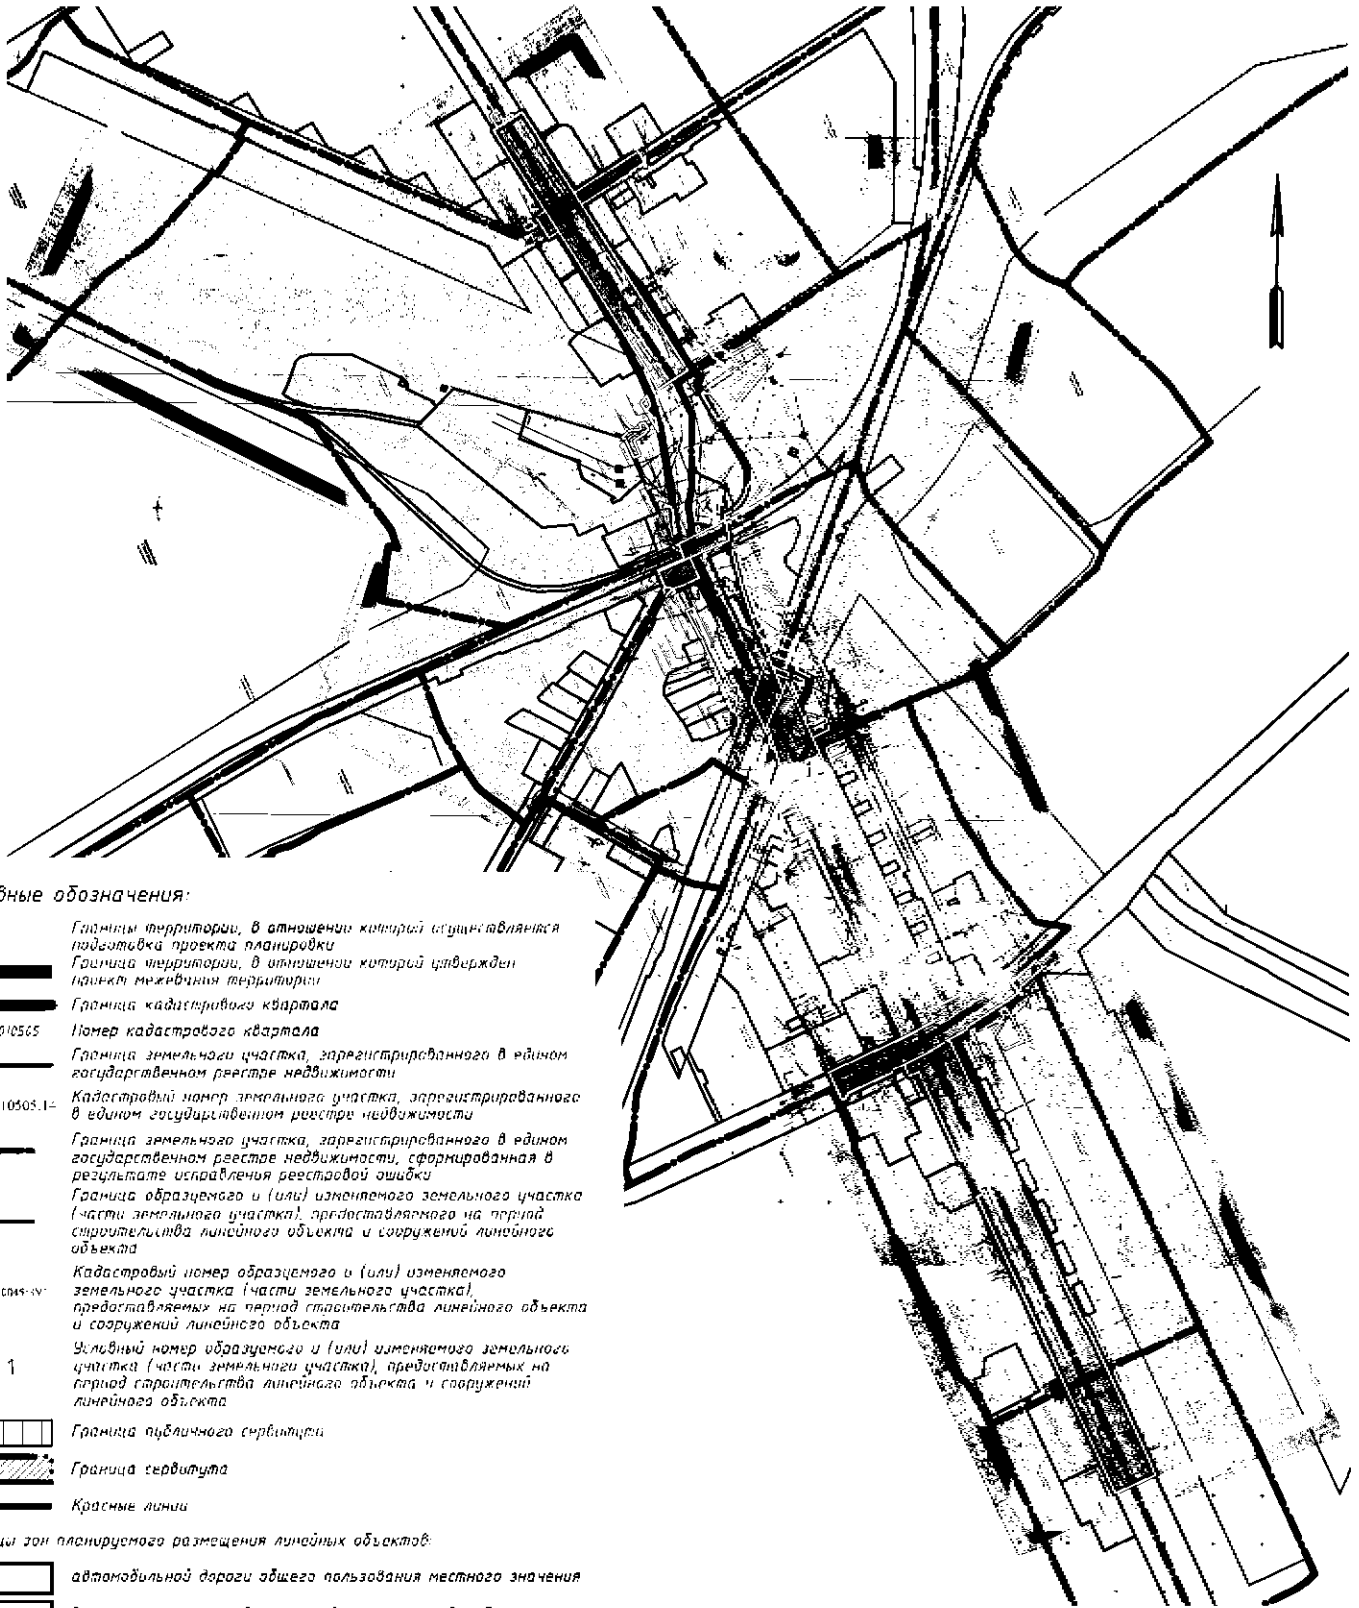 вные обозначения:
Границы территории, в отношении которой осуществляется
подготовка проекта планировки
Граница территории, в отношении которой утвержден
проект межевания территории
Граница кадастрового квартала
Номер кадастрового квартала
Граница земельного участка, зарегистрированного в едином
государственном реестре недвижимости
Кадастровый номер земельного участка, зарегистрированного
в едином государственном реестре недвижимости
Граница земельного участка, зарегистрированного в едином
государственном реестре недвижимости, сформированная в
результате исправления реестровой ошибки
Граница образуемого и (или) изменяемого земельного участка
(части земельного участка), предоставляемого на период
строительства линейного объекта и сооружений линейного
объекта
Кадастровый номер образуемого и (или) изменяемого
земельного участка (части земельного участка),
предоставляемых на период строительства линейного объекта
и сооружений линейного объекта
1
Условный номер образуемого и (или) изменяемого земельного
участка (части земельного участка), предоставляемых на
период строительства линейного объекта и сооружений
линейного объекта
Граница публичного сервитута
Граница сервитута
Красные линии
цы зон планируемого размещения линейных объектов:
автомобильной дороги общего пользования местного значения